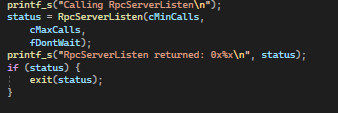 printf_s("Calling RpcServerListen\n");
status = RpcServerListen(cMinCalls,
cMaxCalls,
fDontWait);
printf_s("RpcServerListen returned: 0x%x\n", status);
if (status) {
exit(status);
}